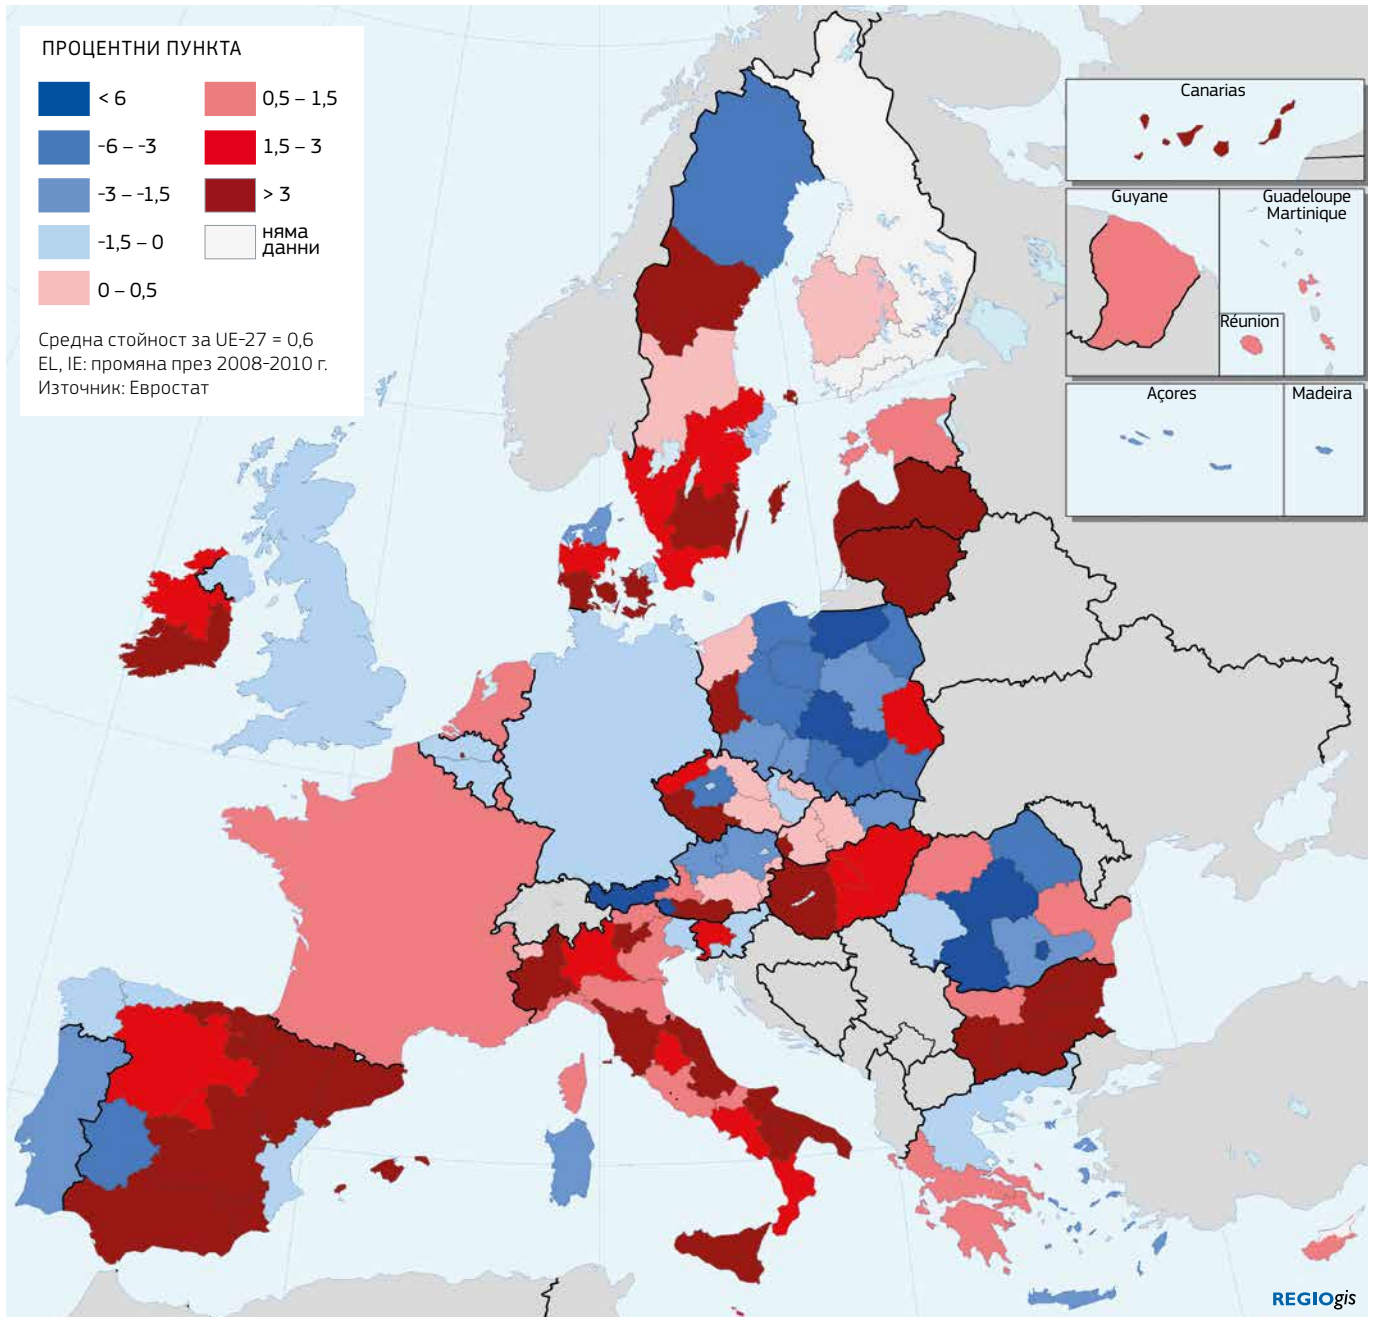 ПРОЦЕНТНИ ПУНКТА
< 6
-6 – -3
-3 – -1,5
-1,5 – 0
0 – 0,5
0,5 – 1,5
1,5 – 3
> 3
няма
данни
Средна стойност за UE-27 = 0,6
EL, IE: промяна през 2008-2010 г.
Източник: Евростат
Canarias
Guyane
Guadeloupe
Martinique
Réunion
Açores
Madeira
REGIOgis